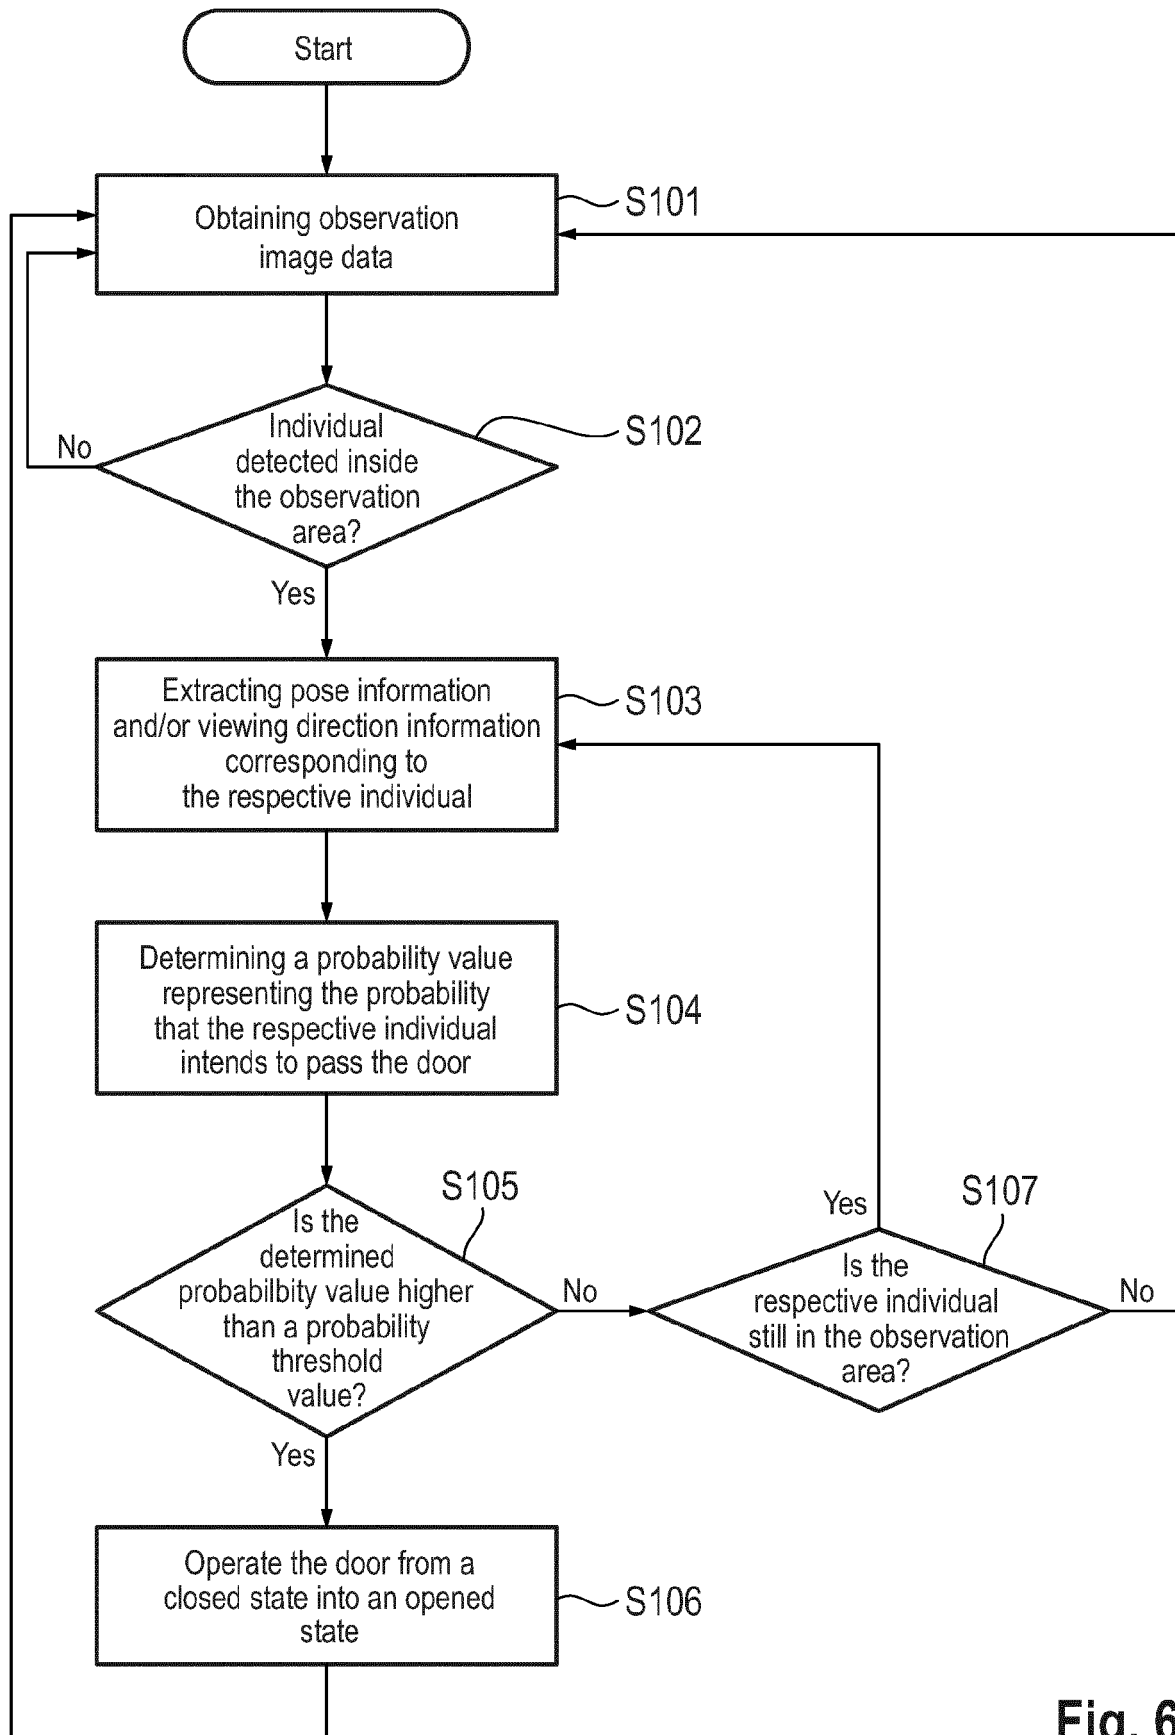 Start
Obtaining observation
image data
S101
Individual
detected inside
the observation
area?
S102
No
Yes
Extracting pose information
and/or viewing direction information
corresponding to
the respective individual
S103
Determining a probability value
representing the probability
that the respective individual
intends to pass the door
S104
S105
Is the
determined
probabilbity value higher
than a probability
threshold
value?
No
Yes
S107
Yes
Is the
respective individual
still in the observation
area?
No
Operate the door from a
closed state into an opened
state
S106
Fig. 6